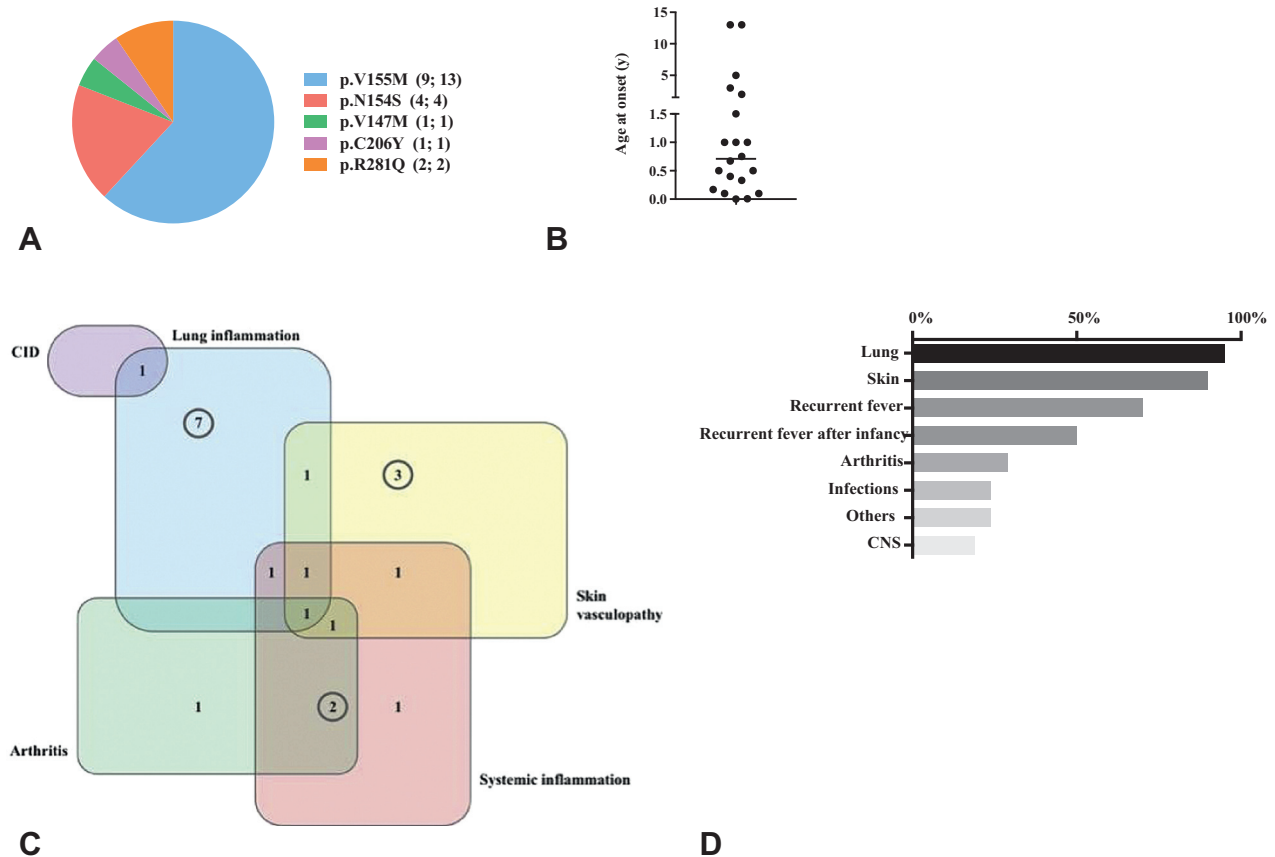 p.V155M (9; 13)
p.N154S (4; 4)
p.V147M (1; 1)
p.C206Y (1; 1)
p.R281Q (2; 2)
A
Age at onset (y)
15
10
5
1.5
1.0
0.5
0.0
B
CID
Lung inflammation
1
7
1
3
1
1
1
1
1
Skin
vasculopathy
1
2
1
Arthritis
Systemic inflammation
C
0%
50%
100%
Lung
Skin
Recurrent fever
Recurrent fever after infancy
Arthritis
Infections
Others
CNS
D